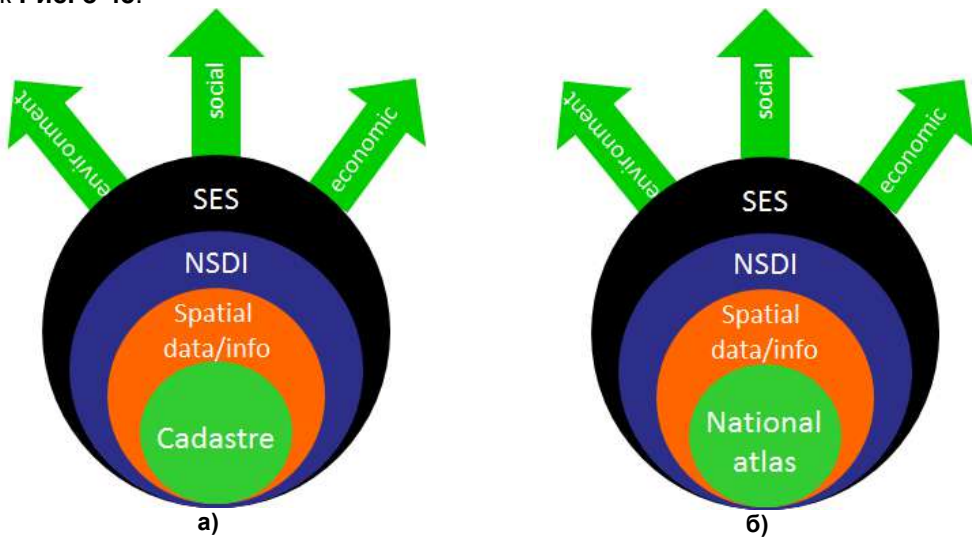 environment
social
economic
SES
NSDI
Spatial
data/info
Cadastre
а)
environment
social
economic
SES
NSDI
Spatial
data/info
National
atlas
б)